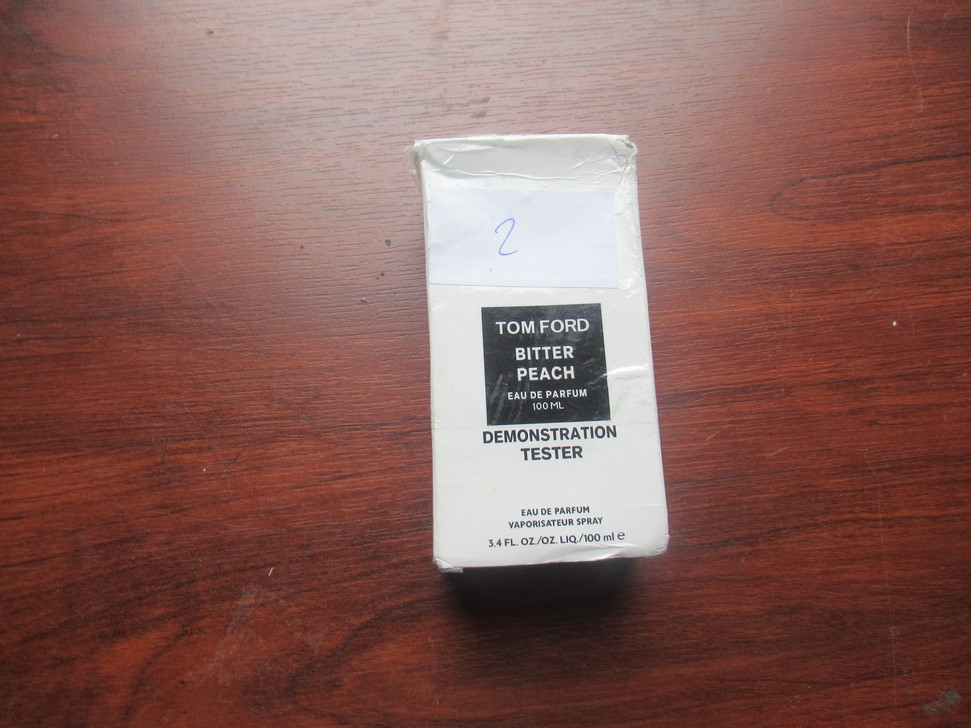 2
TOM FORD
BITTER
PEACH
EAU DE PARFUM
100 ML
DEMONSTRATION
TESTER
EAU DE PARFUM
VAPORISATEUR SPRAY
3.4 FL. OZ./OZ. LIQ./100 ml e